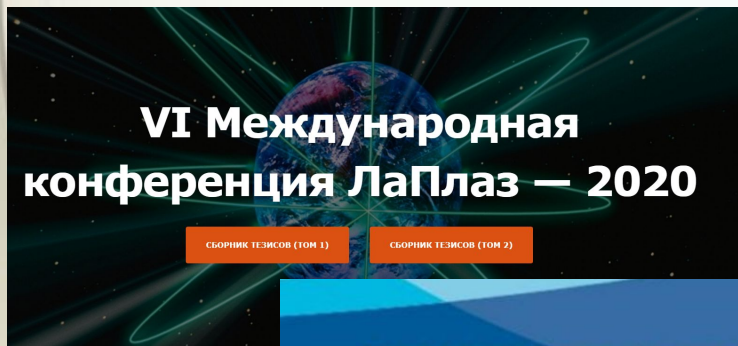 VI Международная
конференция ЛаПлаз — 2020
СБОРНИК ТЕЗИСОВ (ТОМ 1)
СБОРНИК ТЕЗИСОВ (ТОМ 2)